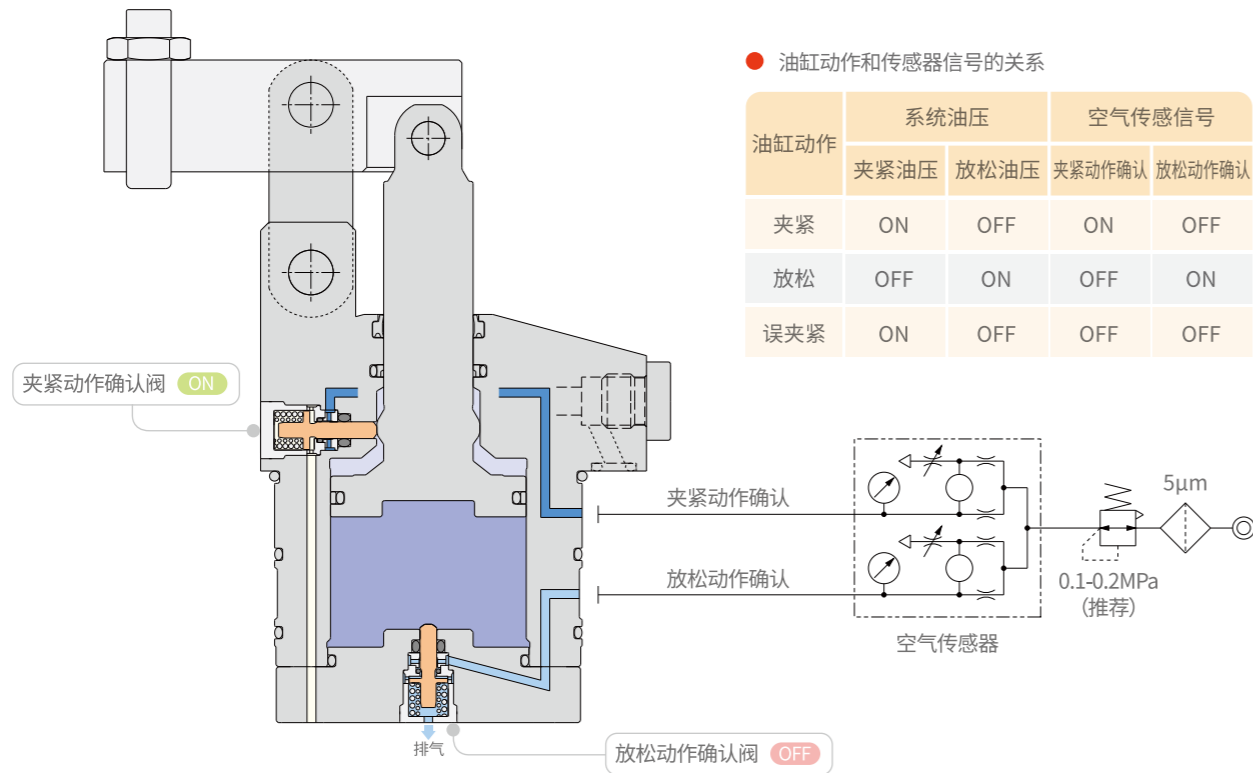 油缸动作和传感器信号的关系
油缸动作 系统油压 空气传感信号
夹紧油压 放松油压 夹紧动作确认 放松动作确认
夹紧 ON OFF ON OFF
放松 OFF ON OFF ON
误夹紧 ON OFF OFF OFF
夹紧动作确认阀 ON
夹紧动作确认
放松动作确认
5μm
0.1-0.2MPa
（推荐）
空气传感器
排气
放松动作确认阀 OFF